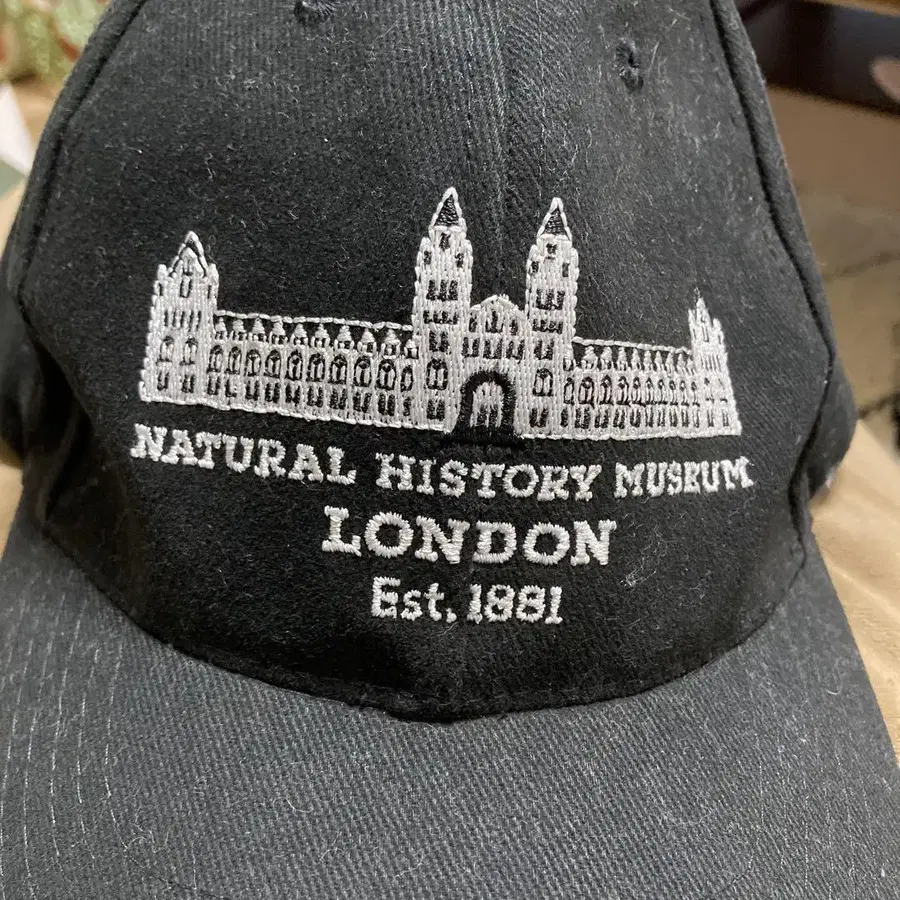 NATURAL HISTORY MUSEUM
LONDON
Est. 1881